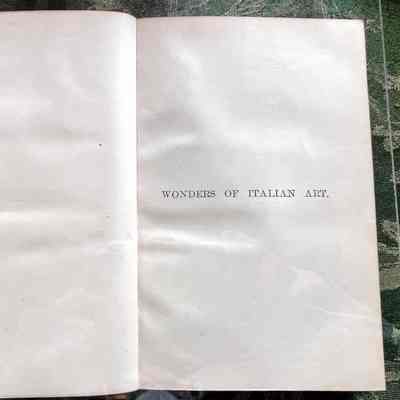 WONDERS OF ITALIAN ART.